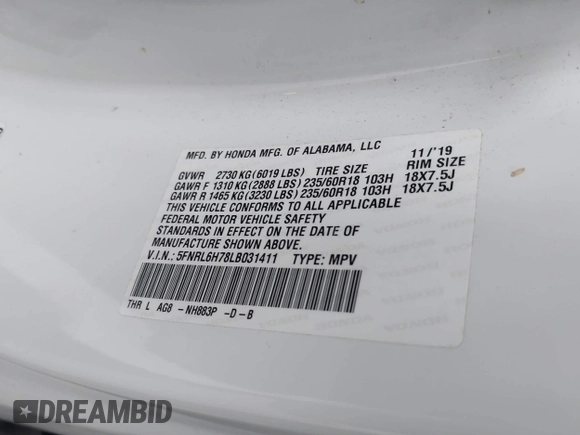 MFD. BY HONDA MFG. OF ALABAMA, LLC 11/'19
GVWR 2730 KG(6019 LBS) TIRE SIZE RIM SIZE
GAWR F 1310 KG(2888 LBS)235/60R18 103H 18X7.5J
GAWR R 1465 KG(3230 LBS)235/60R18 103H 18X7.5J
THIS VEHICLE CONFORMS TO ALL APPLICABLE
FEDERAL MOTOR VEHICLE SAFETY
STANDARDS IN EFFECT ON THE DATE OF
MANUFACTURE SHOWN ABOVE.
V.I.N.: 5FNRL6H78LB031411 TYPE: MPV
THR L AG8 - NH883P -D-B
DREAMBID